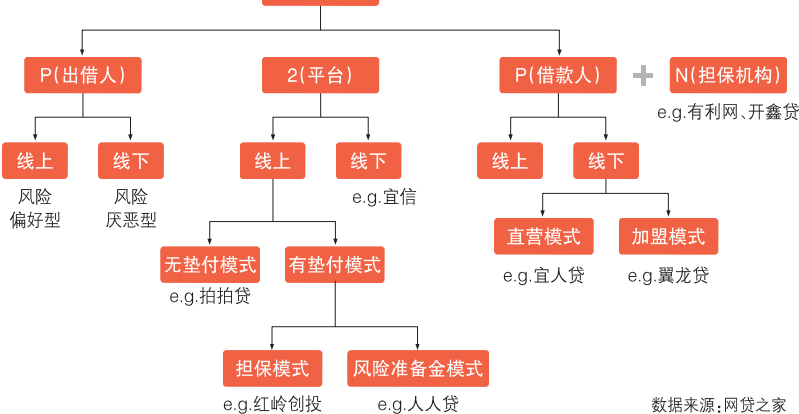 P(出借人)
2(平台)
P(借款人)
N(担保机构)
e.g.有利网、开鑫贷
线上
线下
线上
线下
线上
线下
风险
偏好型
风险
厌恶型
e.g.宜信
直营模式
加盟模式
无垫付模式
有垫付模式
e.g.宜人贷
e.g.翼龙贷
e.g.拍拍贷
担保模式
风险准备金模式
e.g.红岭创投
e.g.人人贷
数据来源:网贷之家